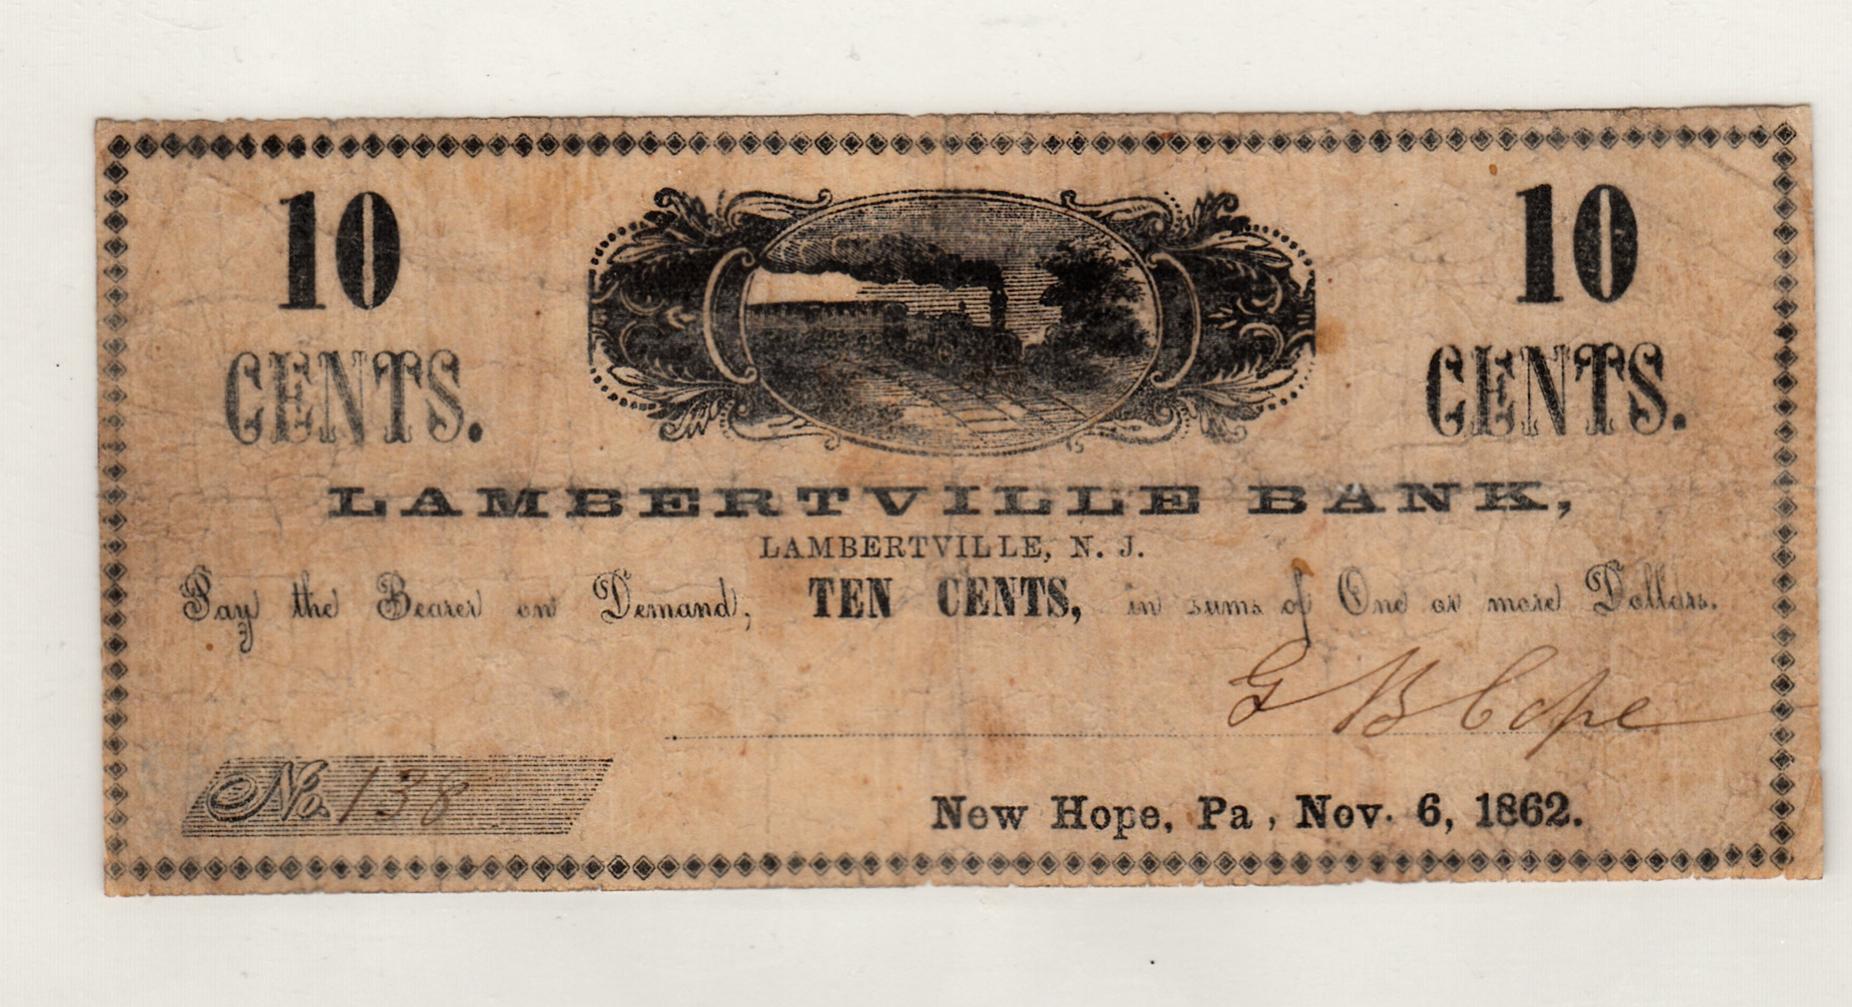 10 10
CENTS. CENTS.
LAMBERTVILLE BANK,
LAMBERTVILLE, N. J.
Pay the Bearer on Demand, TEN CENTS, in sums of One or more Dollars.
G B Cope
No. 138
New Hope, Pa, Nov. 6, 1862.